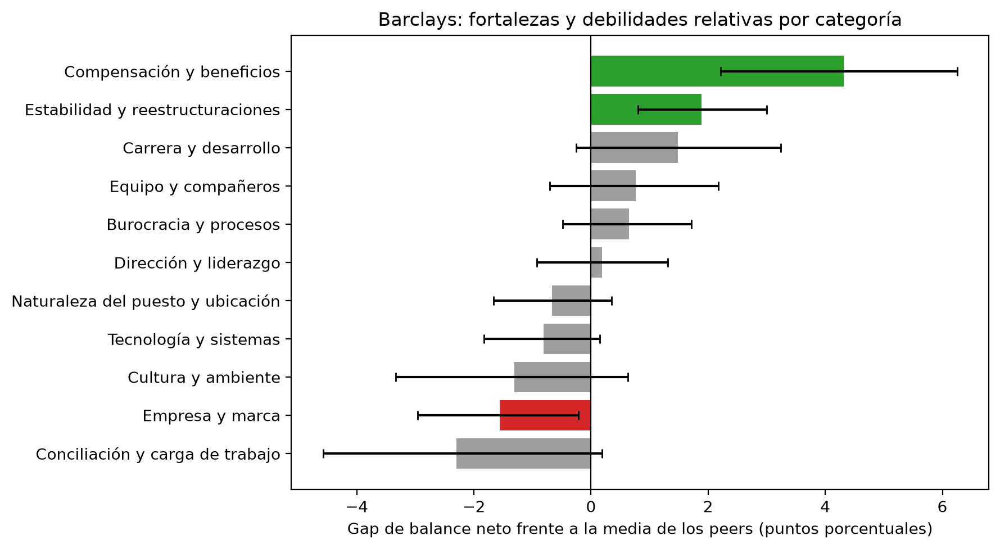 Barclays: fortalezas y debilidades relativas por categoría
Compensación y beneficios
Estabilidad y reestructuraciones
Carrera y desarrollo
Equipo y compañeros
Burocracia y procesos
Dirección y liderazgo
Naturaleza del puesto y ubicación
Tecnología y sistemas
Cultura y ambiente
Empresa y marca
Conciliación y carga de trabajo
−4 −2 0 2 4 6
Gap de balance neto frente a la media de los peers (puntos porcentuales)